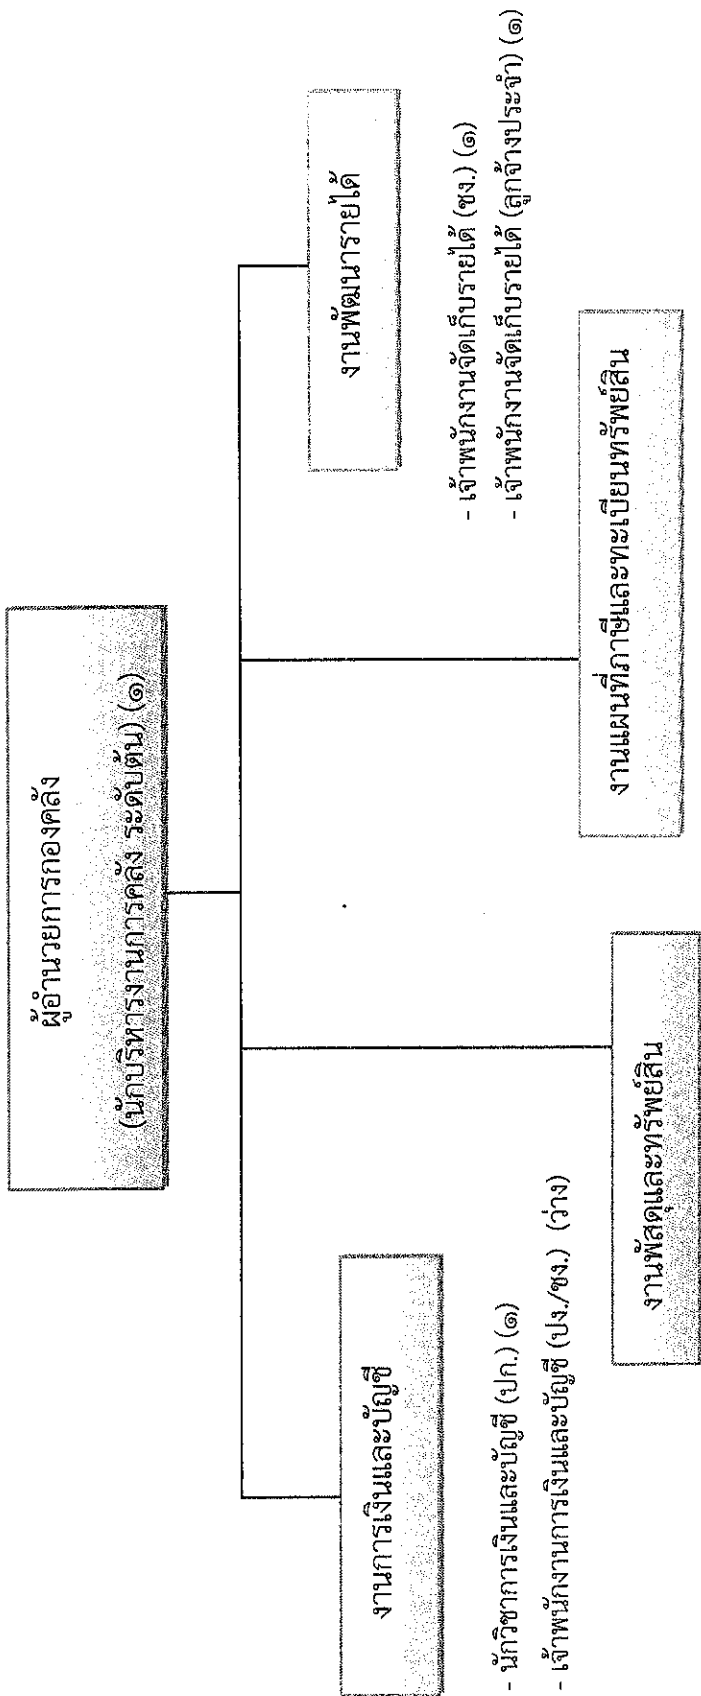 ผู้อำนวยการกองคลัง
(นักบริหารงานการคลัง ระดับต้น) (๑)
งานการเงินและบัญชี
- นักวิชาการเงินและบัญชี (ปก.) (๑)
- เจ้าพนักงานการเงินและบัญชี (ปง./ชง.) (ว่าง)
งานพัสดุและทรัพย์สิน
งานแผนที่ภาษีและทะเบียนทรัพย์สิน
งานพัฒนารายได้
- เจ้าพนักงานจัดเก็บรายได้ (ชง.) (๑)
- เจ้าพนักงานจัดเก็บรายได้ (ลูกจ้างประจำ) (๑)